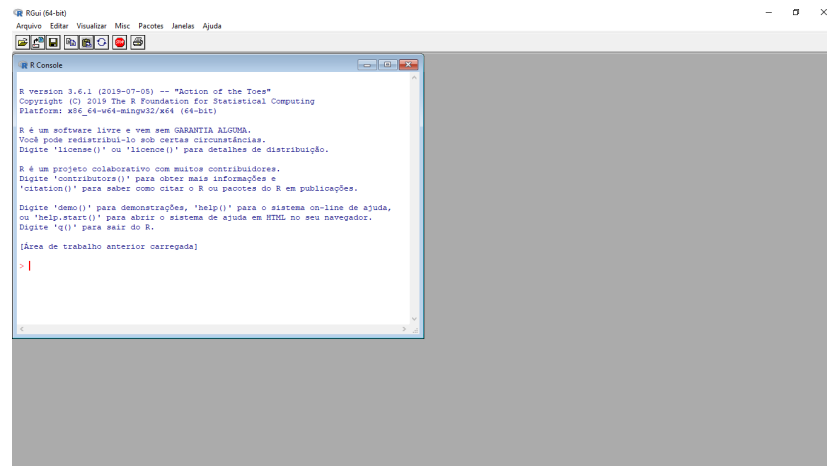 RGui (64-bit)
Arquivo Editar Visualizar Misc Pacotes Janelas Ajuda
STOP
R Console
R version 3.6.1 (2019-07-05) -- "Action of the Toes"
Copyright (C) 2019 The R Foundation for Statistical Computing
Platform: x86_64-w64-mingw32/x64 (64-bit)
R é um software livre e vem sem GARANTIA ALGUMA.
Você pode redistribuí-lo sob certas circunstâncias.
Digite 'license()' ou 'licence()' para detalhes de distribuição.
R é um projeto colaborativo com muitos contribuidores.
Digite 'contributors()' para obter mais informações e
'citation()' para saber como citar o R ou pacotes do R em publicações.
Digite 'demo()' para demonstrações, 'help()' para o sistema on-line de ajuda,
ou 'help.start()' para abrir o sistema de ajuda em HTML no seu navegador.
Digite 'q()' para sair do R.
[Área de trabalho anterior carregada]
>